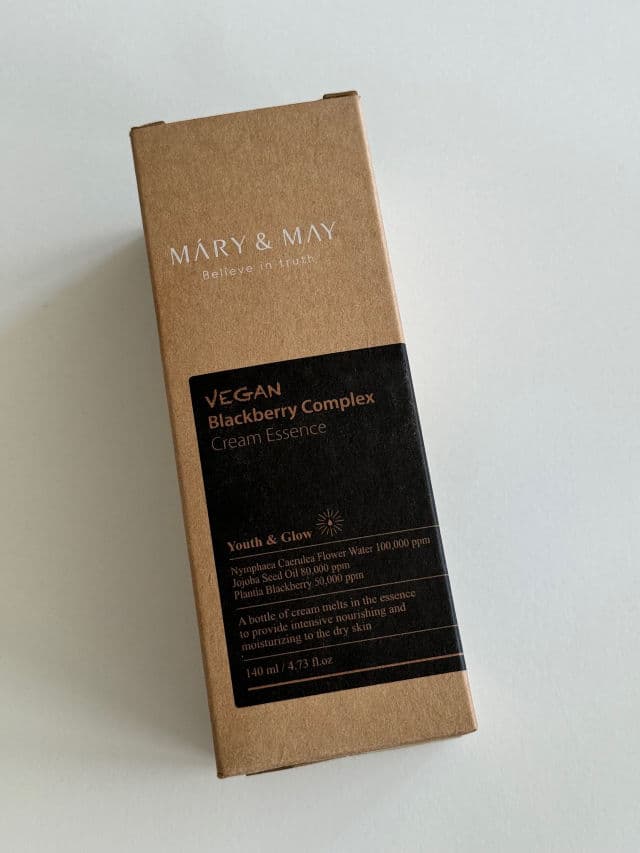 MÁRY & MAY
Believe in truth
VEGAN
Blackberry Complex
Cream Essence
Youth & Glow
Nymphaea Caerulea Flower Water 100,000 ppm
Jojoba Seed Oil 80,000 ppm
Plantia Blackberry 50,000 ppm
A bottle of cream melts in the essence
to provide intensive nourishing and
moisturizing to the dry skin
140 ml / 4.73 fl.oz